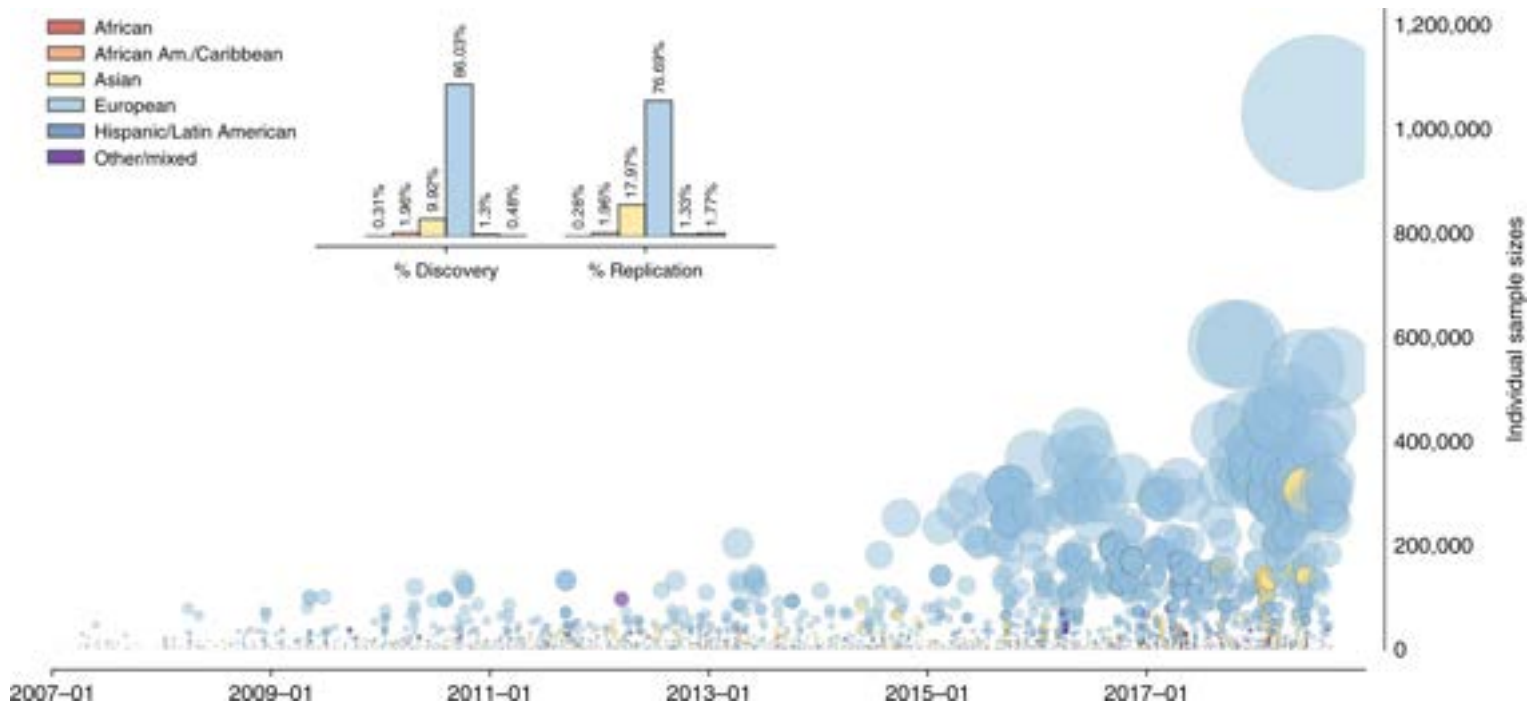 African
African Am./Caribbean
Asian
European
Hispanic/Latin American
Other/mixed
0.31%
1.96%
9.92%
86.03%
1.3%
0.48%
% Discovery
0.28%
1.96%
17.97%
76.69%
1.33%
1.77%
% Replication
1,200,000
1,000,000
800,000
600,000
400,000
200,000
0
Individual sample sizes
2007–01
2009–01
2011–01
2013–01
2015–01
2017–01